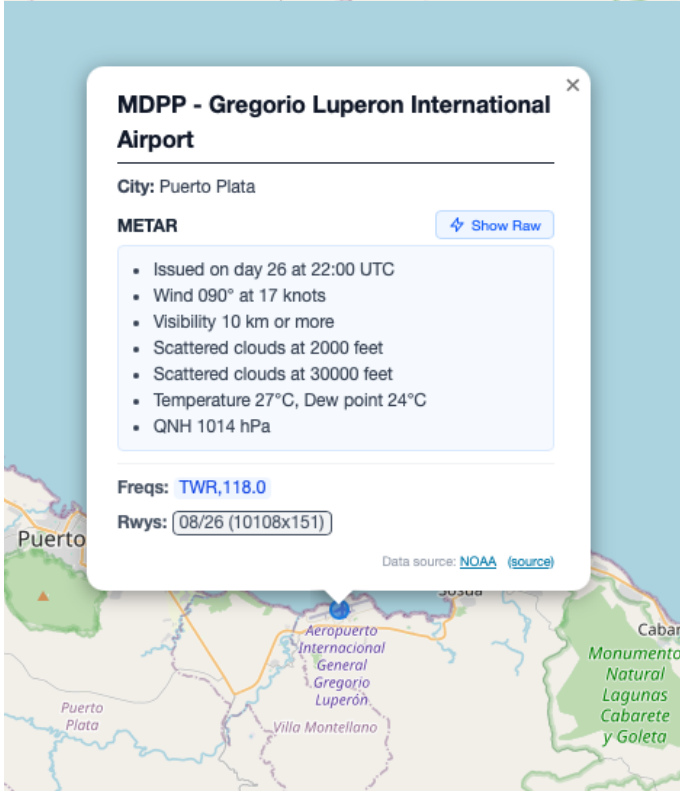 MDPP - Gregorio Luperon International
Airport
×
City: Puerto Plata
METAR
Show Raw
Issued on day 26 at 22:00 UTC
Wind 090° at 17 knots
Visibility 10 km or more
Scattered clouds at 2000 feet
Scattered clouds at 30000 feet
Temperature 27°C, Dew point 24°C
QNH 1014 hPa
Freqs: TWR,118.0
Rwys: 08/26 (10108x151)
Data source: NOAA (source)
Puerto
Sosúa
Aeropuerto
Internacional
General
Gregorio
Luperón
Villa Montellano
Puerto
Plata
Cabar
Monumento
Natural
Lagunas
Cabarete
y Goleta